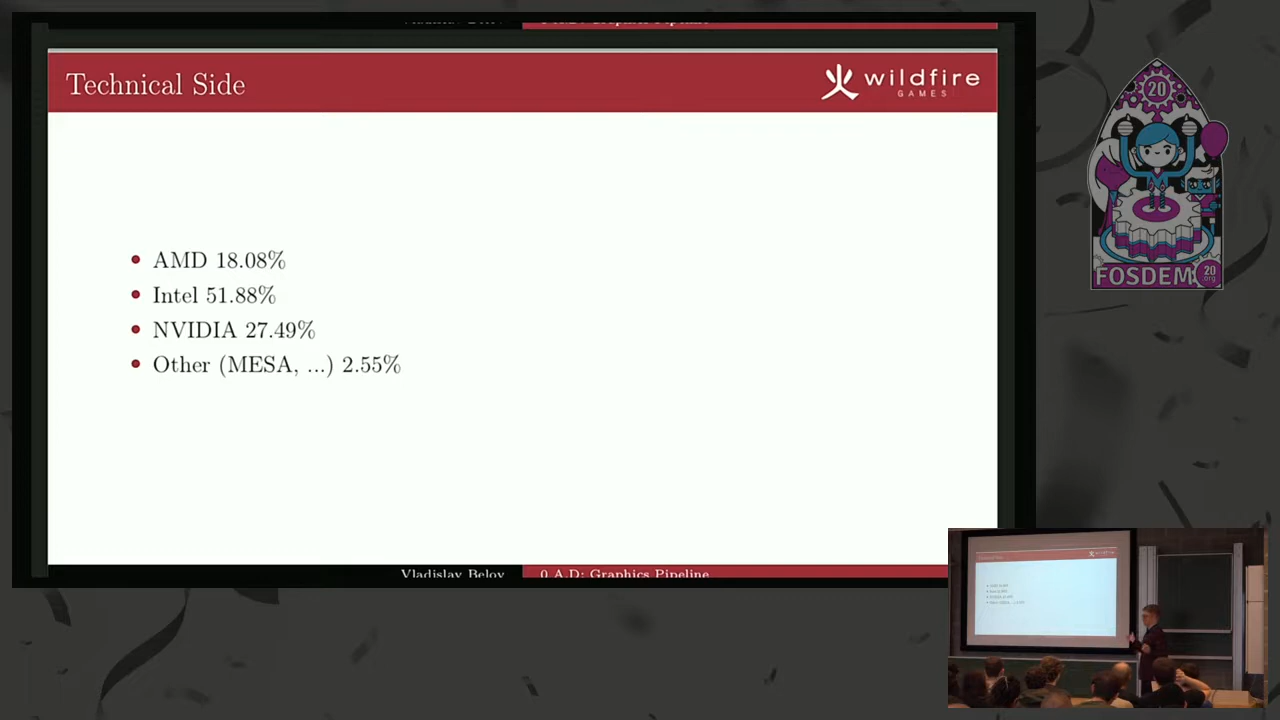 Technical Side
wildfire
GAMES
AMD 18.08%
Intel 51.88%
NVIDIA 27.49%
Other (MESA, ...) 2.55%
Vladislav Belov
0 A.D: Graphics Pipeline
20
FOSDEM
20
.org